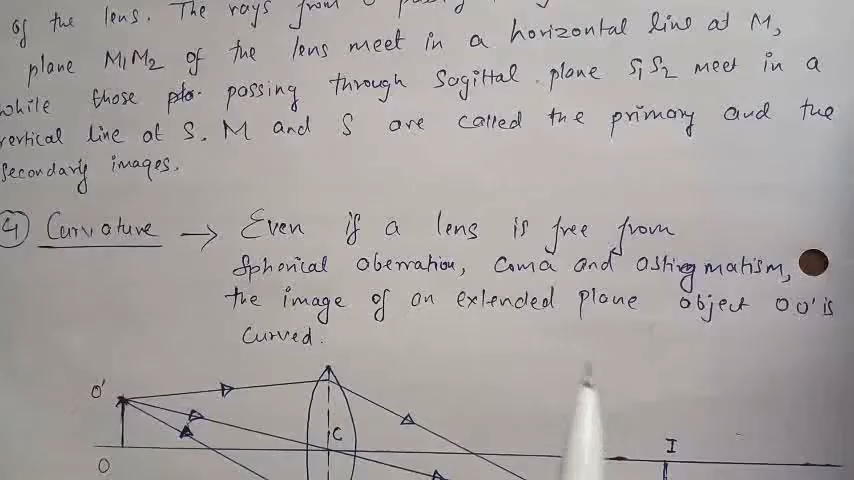 of the lens. The rays from O
plane M1M2 of the lens meet in a horizontal line at M,
while those passing through Sagittal plane S1S2 meet in a
vertical line at S. M and S are called the primary and the
secondary images.
4 Curvature → Even if a lens is free from
Spherical aberration, coma and astigmatism,
the image of an extended plane object OO' is
curved.
O'
C
I
O